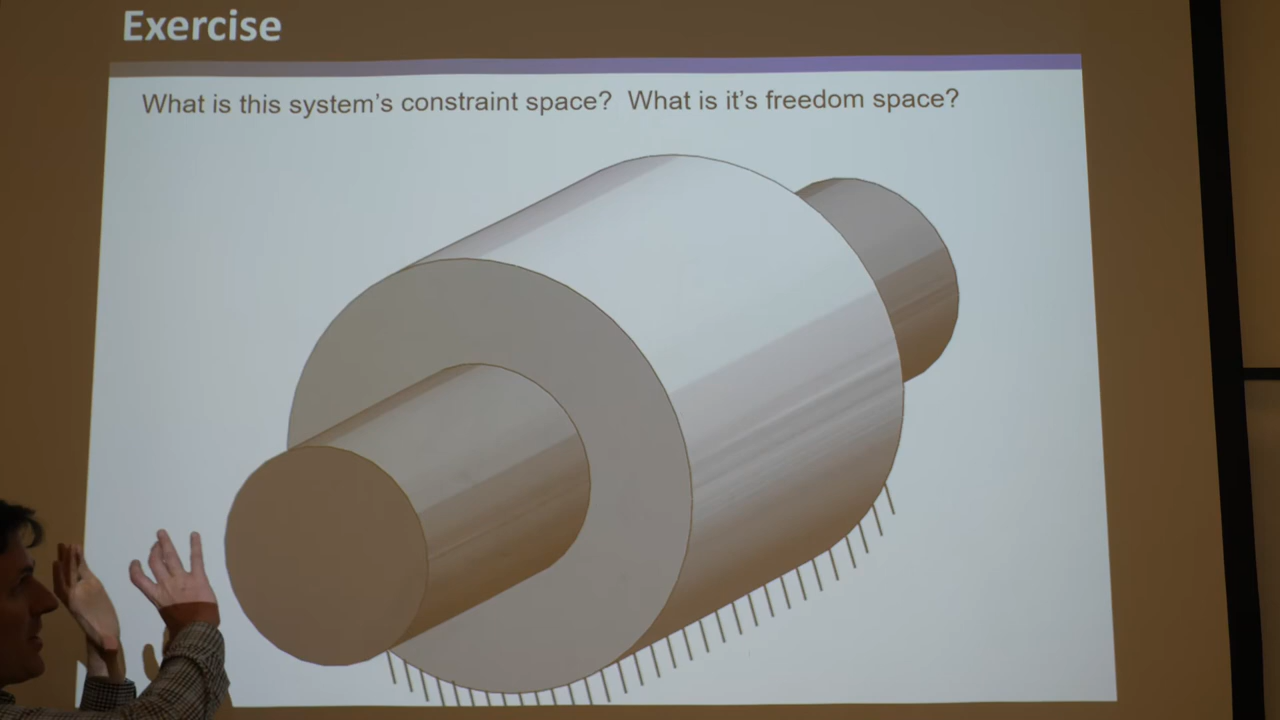 Exercise
What is this system's constraint space? What is it's freedom space?